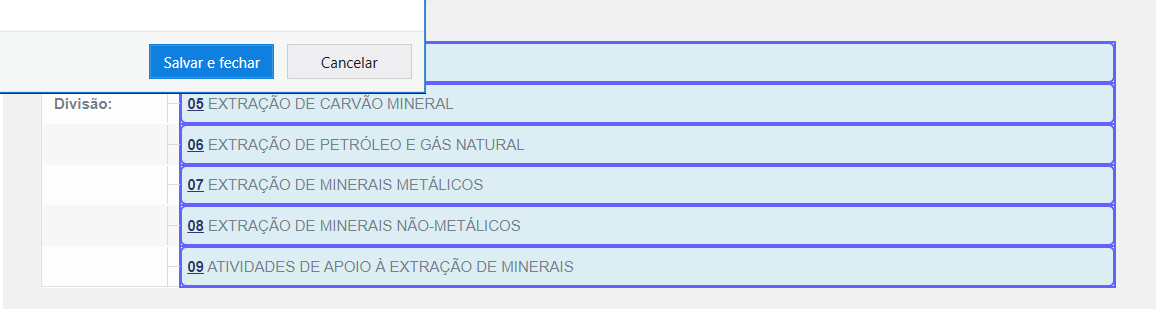 Salvar e fechar Cancelar
Divisão: 05 EXTRAÇÃO DE CARVÃO MINERAL
06 EXTRAÇÃO DE PETRÓLEO E GÁS NATURAL
07 EXTRAÇÃO DE MINERAIS METÁLICOS
08 EXTRAÇÃO DE MINERAIS NÃO-METÁLICOS
09 ATIVIDADES DE APOIO À EXTRAÇÃO DE MINERAIS